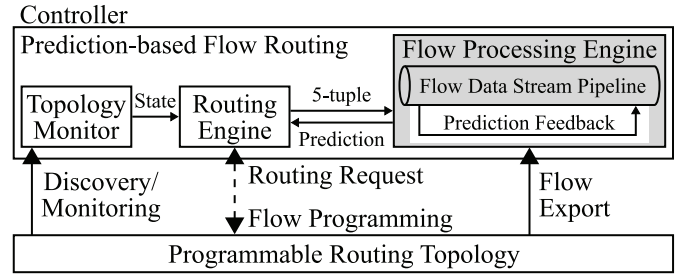 Controller
Prediction-based Flow Routing
Flow Processing Engine
Flow Data Stream Pipeline
Prediction Feedback
Topology
Monitor
State
Routing
Engine
5-tuple
Prediction
Discovery/
Monitoring
Routing Request
Flow Programming
Flow
Export
Programmable Routing Topology